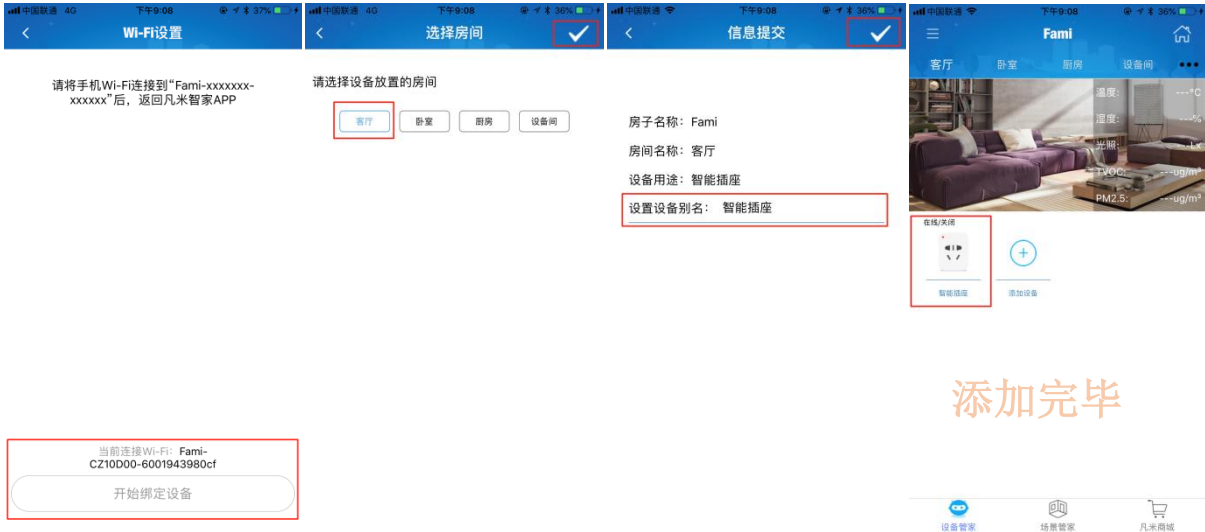 中国联通 4G 下午9:08 37%
Wi-Fi设置
请将手机Wi-Fi连接到“Fami-xxxxxxx-
xxxxxx”后，返回凡米智家APP
当前连接Wi-Fi：Fami-
CZ10D00-6001943980cf
开始绑定设备
中国联通 4G 下午9:08 36%
选择房间
请选择设备放置的房间
客厅 卧室 厨房 设备间
中国联通 下午9:08 36%
信息提交
房子名称：Fami
房间名称：客厅
设备用途：智能插座
设置设备别名： 智能插座
中国联通 下午9:08 36%
Fami
客厅 卧室 厨房 设备间
温度: ---°C
湿度: ---%
光照: ---Lx
TVOC: ---ug/m³
PM2.5: ---ug/m³
在线/关闭
智能插座 添加设备
添加完毕
设备管家 场景管家 凡米商城